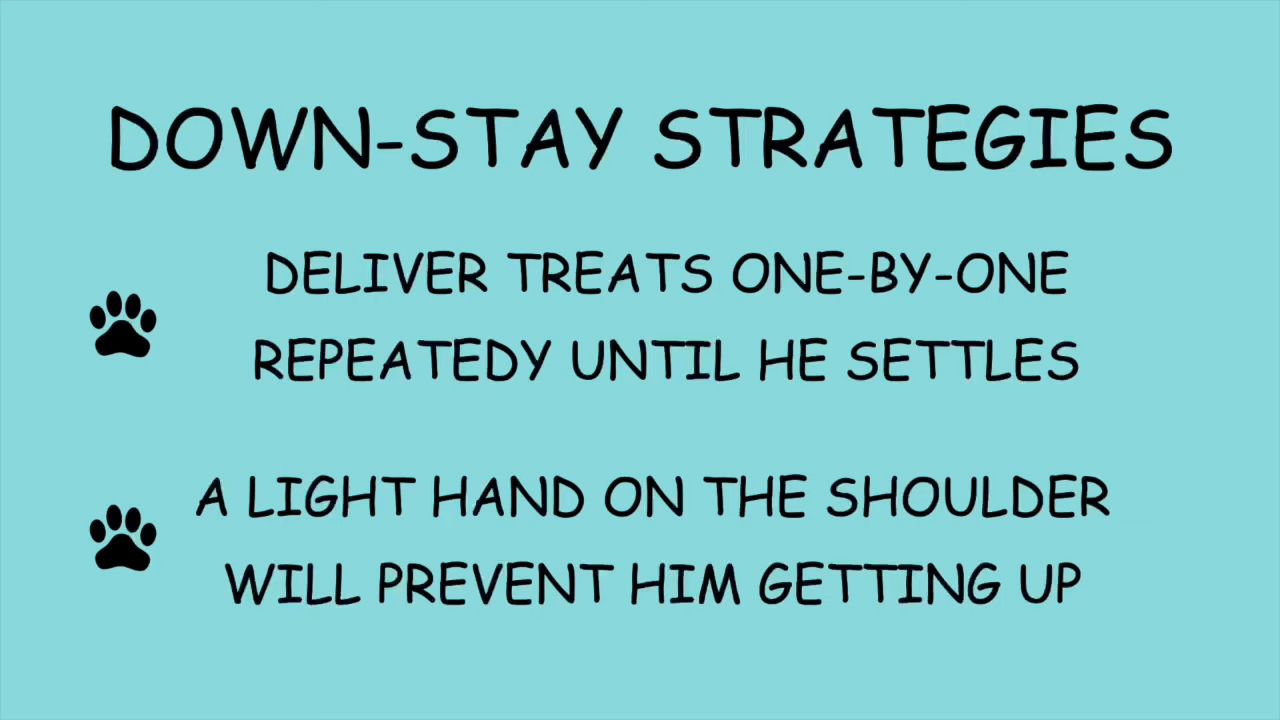 DOWN-STAY STRATEGIES
DELIVER TREATS ONE-BY-ONE
REPEATEDY UNTIL HE SETTLES
A LIGHT HAND ON THE SHOULDER
WILL PREVENT HIM GETTING UP